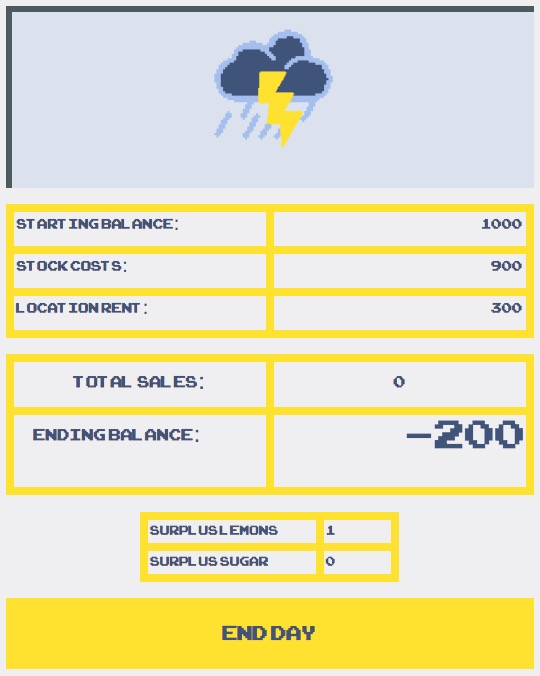 STARTING BALANCE: 1000
STOCK COSTS: 900
LOCATION RENT: 300
TOTAL SALES: 0
ENDING BALANCE: -200
SURPLUS LEMONS 1
SURPLUS SUGAR 0
END DAY